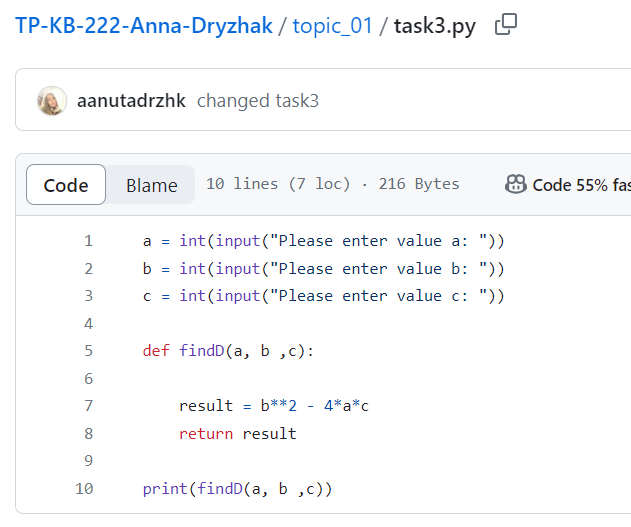 TP-KB-222-Anna-Dryzhak / topic_01 / task3.py
aanutadrzhk changed task3
Code Blame 10 lines (7 loc) · 216 Bytes Code 55% fas
1 a = int(input("Please enter value a: "))
2 b = int(input("Please enter value b: "))
3 c = int(input("Please enter value c: "))
4
5 def findD(a, b ,c):
6
7 result = b**2 - 4*a*c
8 return result
9
10 print(findD(a, b ,c))